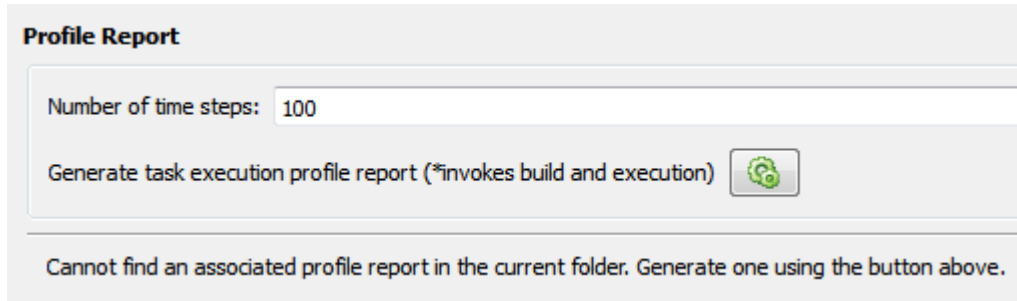 Profile Report
Number of time steps: 100
Generate task execution profile report (*invokes build and execution)
Cannot find an associated profile report in the current folder. Generate one using the button above.